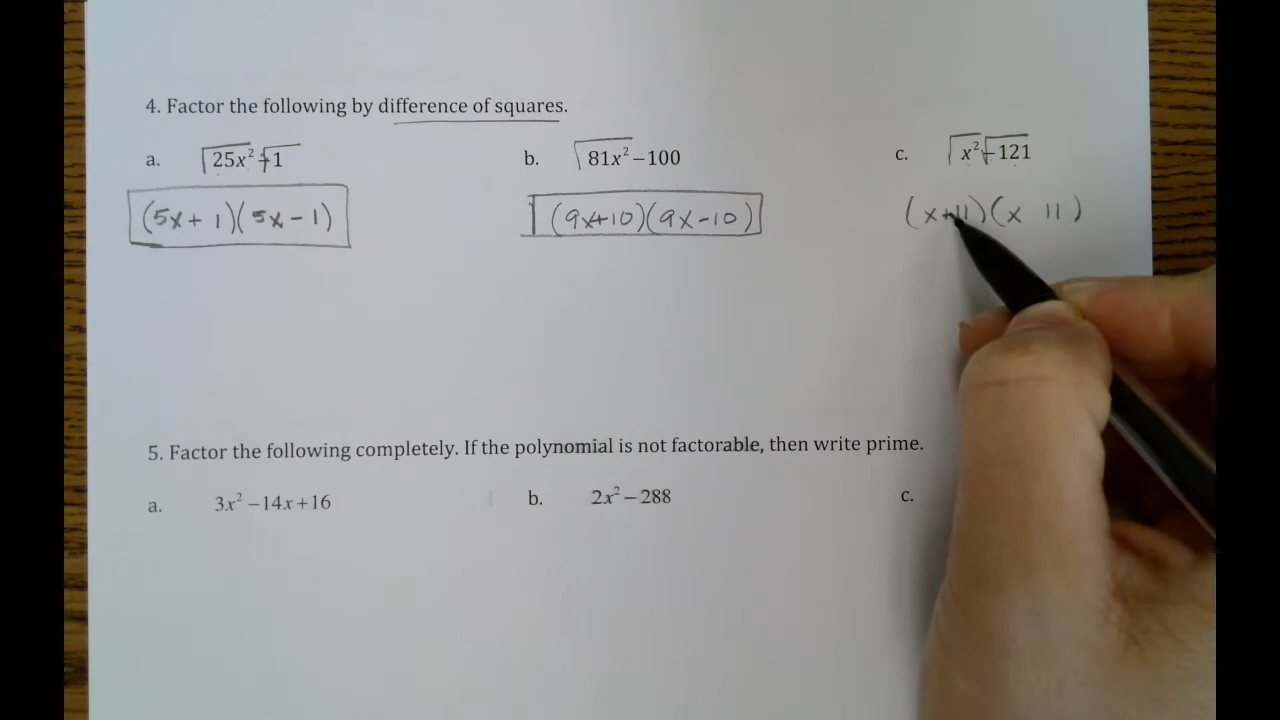 4. Factor the following by difference of squares.
a. √25x² - √1 b. √81x² - 100 c. √x² - √121
(5x + 1)(5x - 1) (9x+10)(9x-10) (x+11)(x 11)
5. Factor the following completely. If the polynomial is not factorable, then write prime.
a. 3x² - 14x + 16 b. 2x² - 288 c.